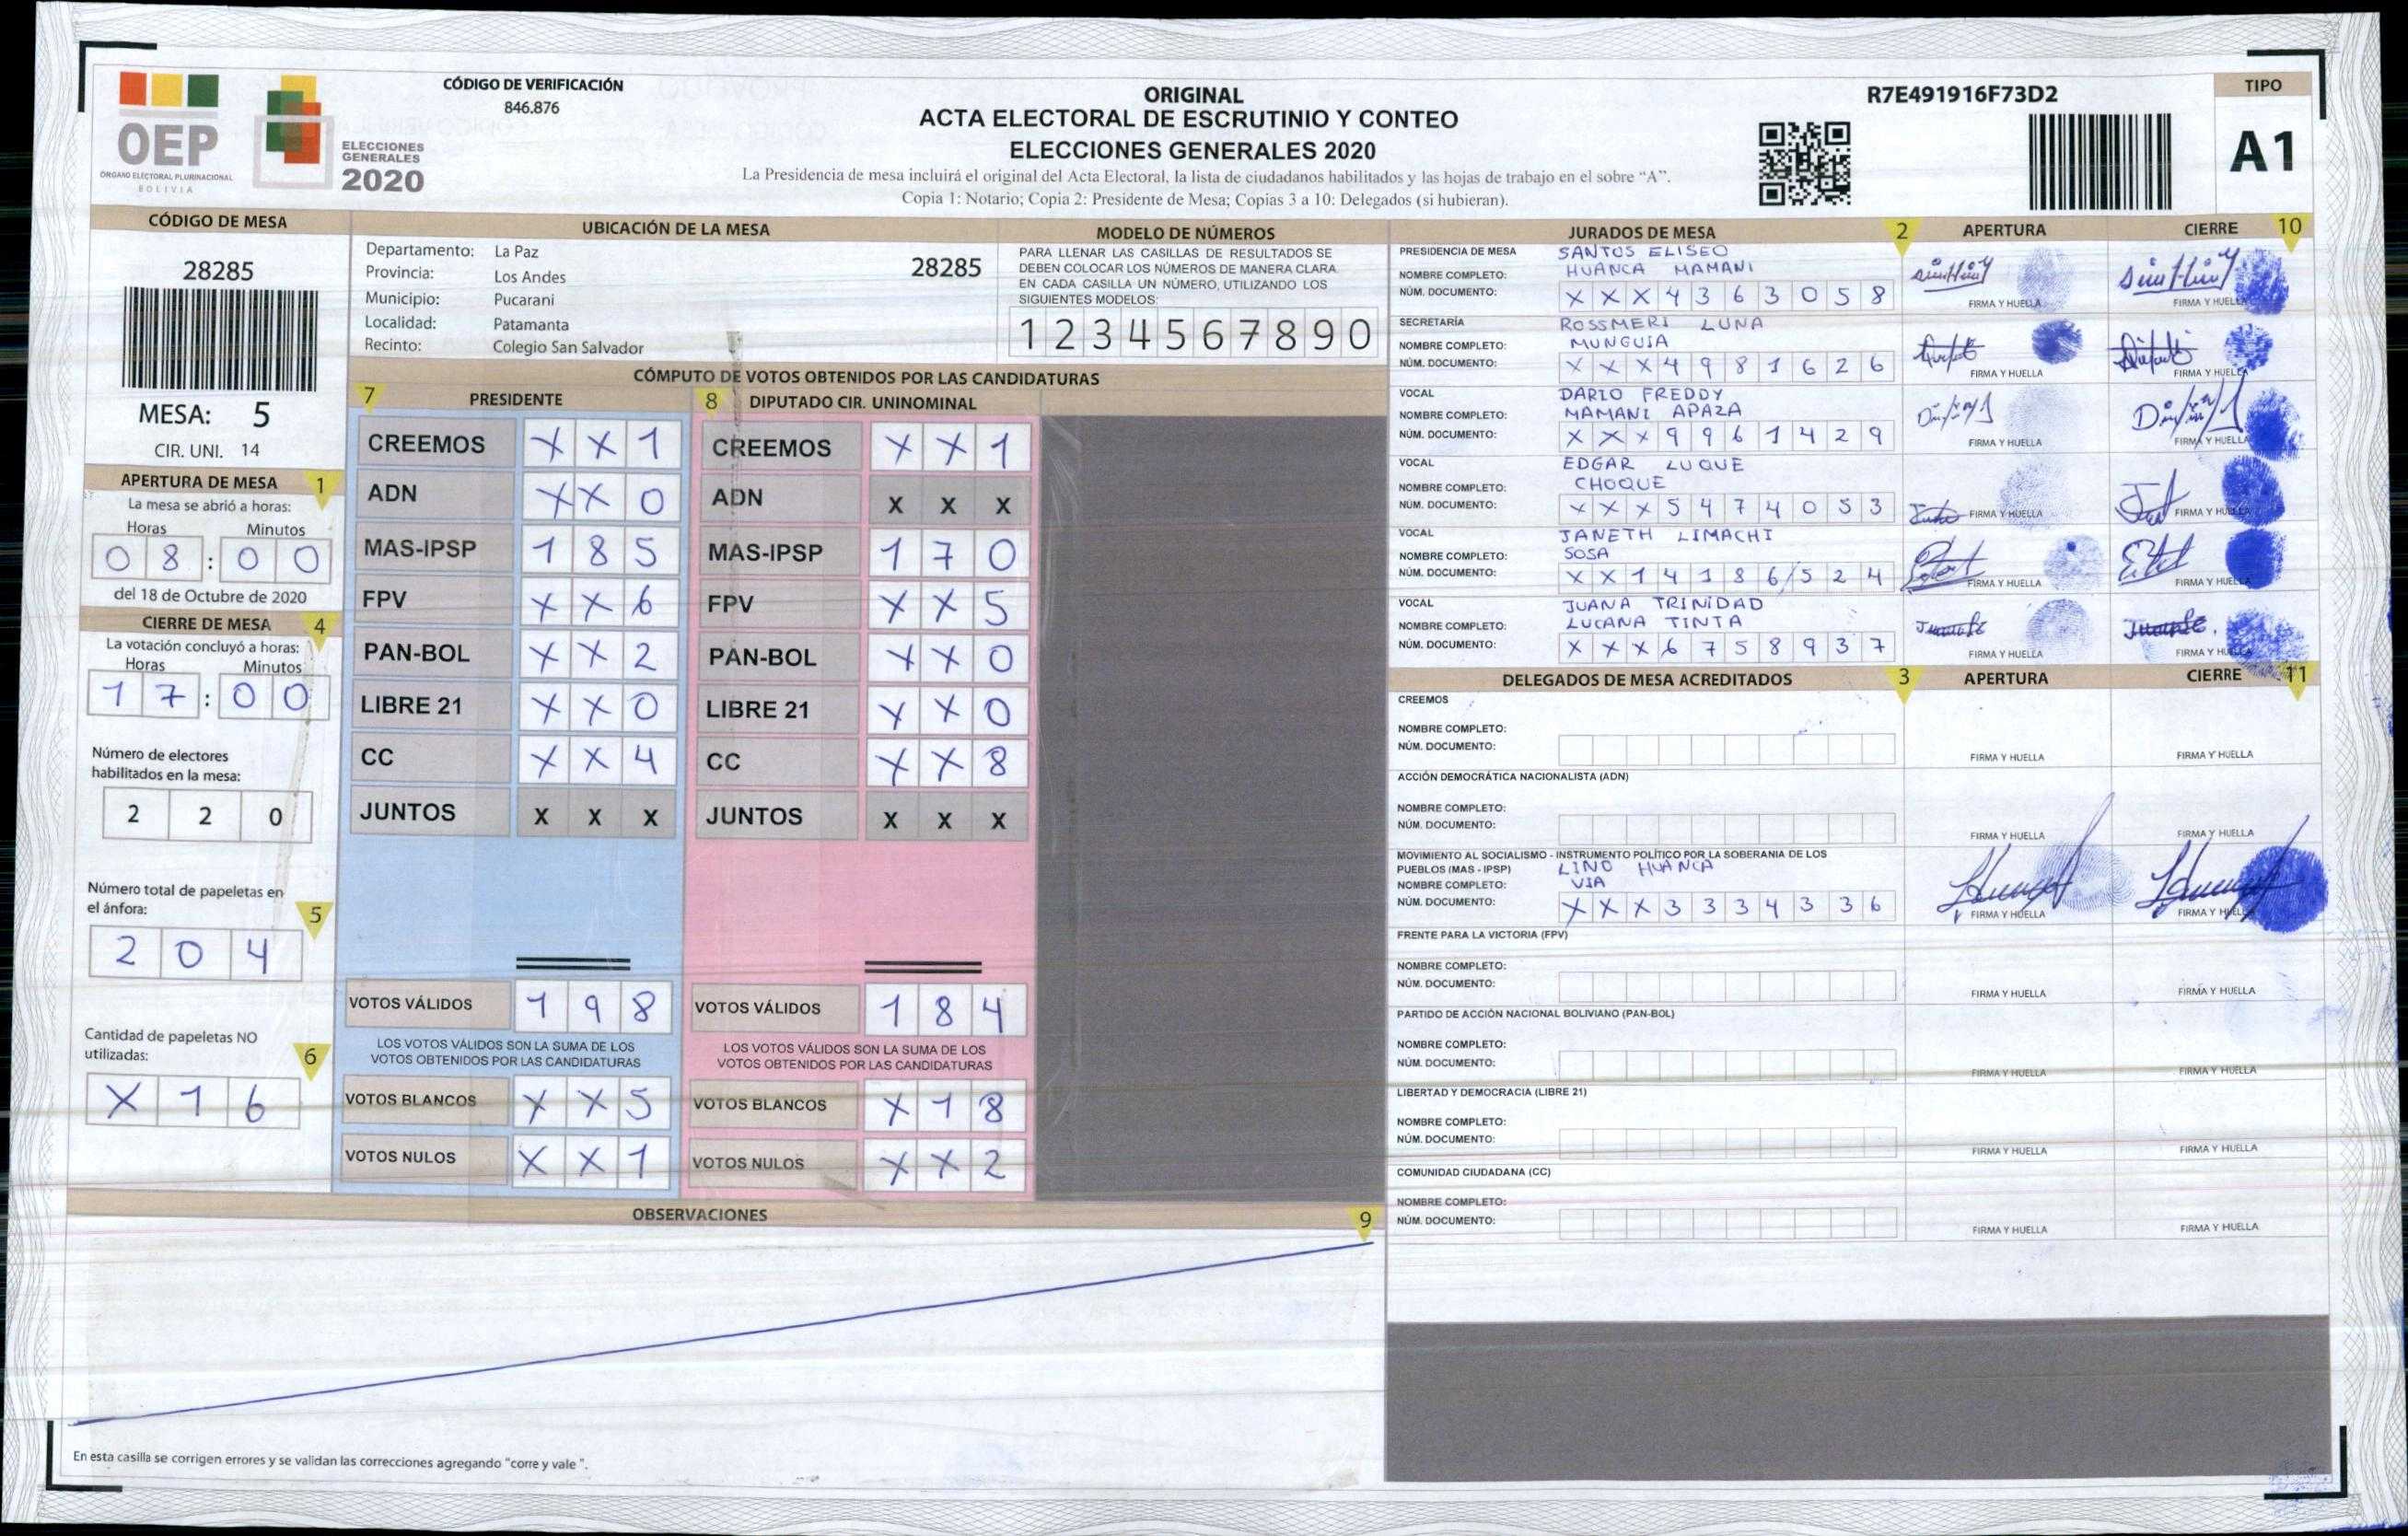 OEP
ÓRGANO ELECTORAL PLURINACIONAL
BOLIVIA
ELECCIONES
GENERALES
2020
CÓDIGO DE VERIFICACIÓN
846.876
ORIGINAL
ACTA ELECTORAL DE ESCRUTINIO Y CONTEO
ELECCIONES GENERALES 2020
La Presidencia de mesa incluirá el original del Acta Electoral, la lista de ciudadanos habilitados y las hojas de trabajo en el sobre “A”.
Copia 1: Notario; Copia 2: Presidente de Mesa; Copias 3 a 10: Delegados (si hubieran).
R7E491916F73D2
TIPO
A1
CÓDIGO DE MESA
28285
MESA: 5
CIR. UNI. 14
APERTURA DE MESA 1
La mesa se abrió a horas:
Horas Minutos
0 8 : 0 0
del 18 de Octubre de 2020
CIERRE DE MESA 4
La votación concluyó a horas:
Horas Minutos
1 7 : 0 0
Número de electores
habilitados en la mesa:
2 2 0
Número total de papeletas en
el ánfora: 5
2 0 4
Cantidad de papeletas NO
utilizadas: 6
X 1 6
UBICACIÓN DE LA MESA
Departamento: La Paz
Provincia: Los Andes
Municipio: Pucarani
Localidad: Patamanta
Recinto: Colegio San Salvador
28285
MODELO DE NÚMEROS
PARA LLENAR LAS CASILLAS DE RESULTADOS SE
DEBEN COLOCAR LOS NÚMEROS DE MANERA CLARA
EN CADA CASILLA UN NÚMERO, UTILIZANDO LOS
SIGUIENTES MODELOS:
1 2 3 4 5 6 7 8 9 0
CÓMPUTO DE VOTOS OBTENIDOS POR LAS CANDIDATURAS
7 PRESIDENTE
CREEMOS X X 1
ADN X X 0
MAS-IPSP 1 8 5
FPV X X 6
PAN-BOL X X 2
LIBRE 21 X X 0
CC X X 4
JUNTOS X X X
VOTOS VÁLIDOS 1 9 8
LOS VOTOS VÁLIDOS SON LA SUMA DE LOS
VOTOS OBTENIDOS POR LAS CANDIDATURAS
VOTOS BLANCOS X X 5
VOTOS NULOS X X 1
8 DIPUTADO CIR. UNINOMINAL
CREEMOS X X 1
ADN X X X
MAS-IPSP 1 7 0
FPV X X 5
PAN-BOL X X 0
LIBRE 21 X X 0
CC X X 8
JUNTOS X X X
VOTOS VÁLIDOS 1 8 4
LOS VOTOS VÁLIDOS SON LA SUMA DE LOS
VOTOS OBTENIDOS POR LAS CANDIDATURAS
VOTOS BLANCOS X 1 8
VOTOS NULOS X X 2
OBSERVACIONES 9
En esta casilla se corrigen errores y se validan las correcciones agregando "corre y vale ".
JURADOS DE MESA 2 APERTURA CIERRE 10
PRESIDENCIA DE MESA SANTOS ELISEO
NOMBRE COMPLETO: HUANCA MAMANI
NÚM. DOCUMENTO: X X X 4 3 6 3 0 5 8 FIRMA Y HUELLA FIRMA Y HUELLA
SECRETARÍA ROSSMERI LUNA
NOMBRE COMPLETO: MUNGUIA
NÚM. DOCUMENTO: X X X 4 9 8 1 6 2 6 FIRMA Y HUELLA FIRMA Y HUELLA
VOCAL DARIO FREDDY
NOMBRE COMPLETO: MAMANI APAZA
NÚM. DOCUMENTO: X X X 9 9 6 1 4 2 9 FIRMA Y HUELLA FIRMA Y HUELLA
VOCAL EDGAR LUQUE
NOMBRE COMPLETO: CHOQUE
NÚM. DOCUMENTO: X X X 5 4 7 4 0 5 3 FIRMA Y HUELLA FIRMA Y HUELLA
VOCAL JANETH LIMACHI
NOMBRE COMPLETO: SOSA
NÚM. DOCUMENTO: X X 1 4 1 8 6/5 2 4 FIRMA Y HUELLA FIRMA Y HUELLA
VOCAL JUANA TRINIDAD
NOMBRE COMPLETO: LUCANA TINTA
NÚM. DOCUMENTO: X X X 6 7 5 8 9 3 7 FIRMA Y HUELLA FIRMA Y HUELLA
DELEGADOS DE MESA ACREDITADOS 3 APERTURA CIERRE 11
CREEMOS
NOMBRE COMPLETO:
NÚM. DOCUMENTO: FIRMA Y HUELLA FIRMA Y HUELLA
ACCIÓN DEMOCRÁTICA NACIONALISTA (ADN)
NOMBRE COMPLETO:
NÚM. DOCUMENTO: FIRMA Y HUELLA FIRMA Y HUELLA
MOVIMIENTO AL SOCIALISMO - INSTRUMENTO POLÍTICO POR LA SOBERANIA DE LOS
PUEBLOS (MAS - IPSP) LINO HUANCA
NOMBRE COMPLETO: VIA
NÚM. DOCUMENTO: X X X 3 3 3 4 3 3 6 FIRMA Y HUELLA FIRMA Y HUELLA
FRENTE PARA LA VICTORIA (FPV)
NOMBRE COMPLETO:
NÚM. DOCUMENTO: FIRMA Y HUELLA FIRMA Y HUELLA
PARTIDO DE ACCIÓN NACIONAL BOLIVIANO (PAN-BOL)
NOMBRE COMPLETO:
NÚM. DOCUMENTO: FIRMA Y HUELLA FIRMA Y HUELLA
LIBERTAD Y DEMOCRACIA (LIBRE 21)
NOMBRE COMPLETO:
NÚM. DOCUMENTO: FIRMA Y HUELLA FIRMA Y HUELLA
COMUNIDAD CIUDADANA (CC)
NOMBRE COMPLETO:
NÚM. DOCUMENTO: FIRMA Y HUELLA FIRMA Y HUELLA